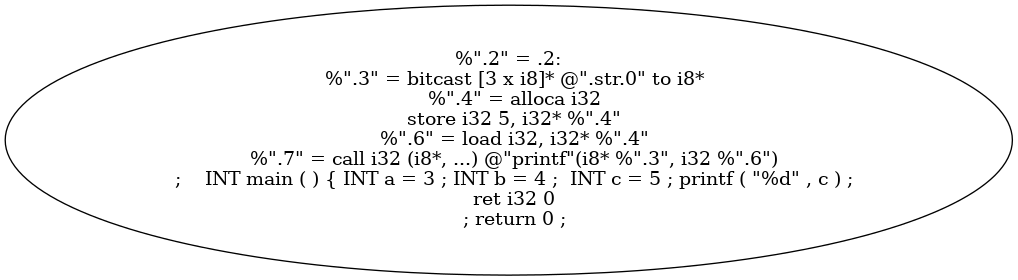 %".2" = .2:
%".3" = bitcast [3 x i8]* @".str.0" to i8*
%".4" = alloca i32
store i32 5, i32* %".4"
%".6" = load i32, i32* %".4"
%".7" = call i32 (i8*, ...) @"printf"(i8* %".3", i32 %".6")
;    INT main ( ) { INT a = 3 ; INT b = 4 ;  INT c = 5 ; printf ( "%d" , c ) ;
ret i32 0
; return 0 ;